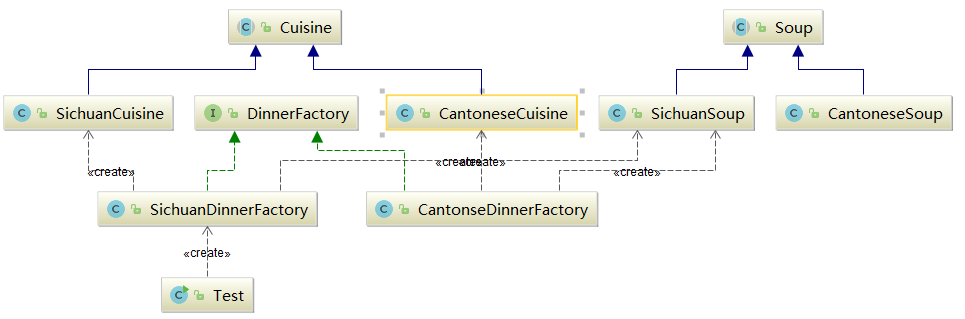 Cuisine
Soup
SichuanCuisine
DinnerFactory
CantoneseCuisine
SichuanSoup
CantoneseSoup
«create»
«create»
«create»
«create»
SichuanDinnerFactory
CantonseDinnerFactory
«create»
Test